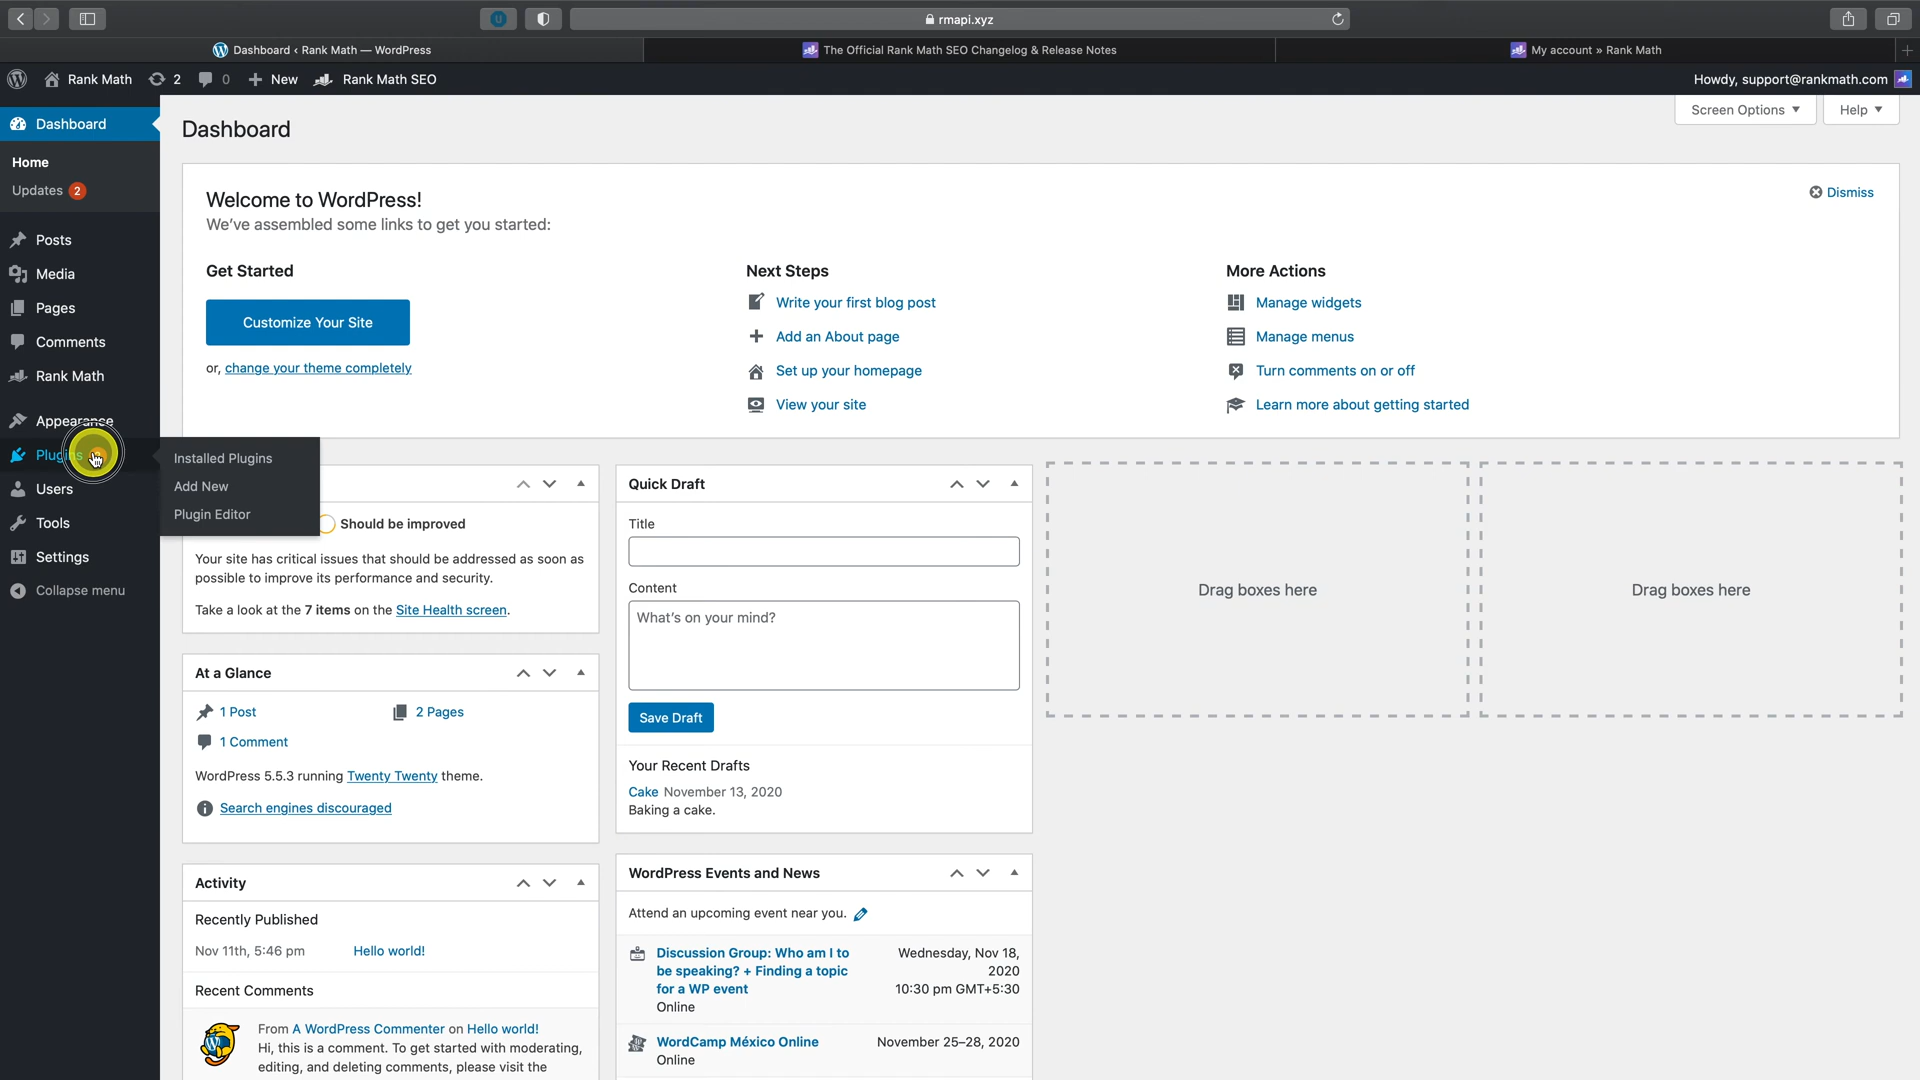 rmapi.xyz
Dashboard ‹ Rank Math — WordPress
The Official Rank Math SEO Changelog & Release Notes
My account » Rank Math
Rank Math
2
0
New
Rank Math SEO
Howdy, support@rankmath.com
Dashboard
Home
Updates 2
Posts
Media
Pages
Comments
Rank Math
Appearance
Plugins
Installed Plugins
Add New
Plugin Editor
Users
Tools
Settings
Collapse menu
Dashboard
Screen Options
Help
Welcome to WordPress!
We've assembled some links to get you started:
Dismiss
Get Started
Customize Your Site
or, change your theme completely
Next Steps
Write your first blog post
Add an About page
Set up your homepage
View your site
More Actions
Manage widgets
Manage menus
Turn comments on or off
Learn more about getting started
Should be improved
Your site has critical issues that should be addressed as soon as
possible to improve its performance and security.
Take a look at the 7 items on the Site Health screen.
At a Glance
1 Post
2 Pages
1 Comment
WordPress 5.5.3 running Twenty Twenty theme.
Search engines discouraged
Activity
Recently Published
Nov 11th, 5:46 pm
Hello world!
Recent Comments
From A WordPress Commenter on Hello world!
Hi, this is a comment. To get started with moderating,
editing, and deleting comments, please visit the
Quick Draft
Title
Content
What's on your mind?
Save Draft
Your Recent Drafts
Cake November 13, 2020
Baking a cake.
WordPress Events and News
Attend an upcoming event near you.
Discussion Group: Who am I to
be speaking? + Finding a topic
for a WP event
Online
Wednesday, Nov 18,
2020
10:30 pm GMT+5:30
WordCamp México Online
Online
November 25–28, 2020
Drag boxes here
Drag boxes here